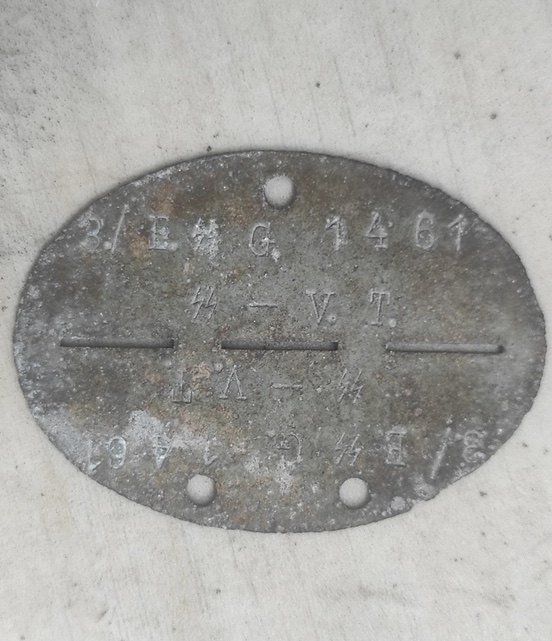 3./E.ᛋᛋ G. 1461
ᛋᛋ — V. T.
ᛋᛋ — V. T.
3./E ᛋᛋ G. 1461